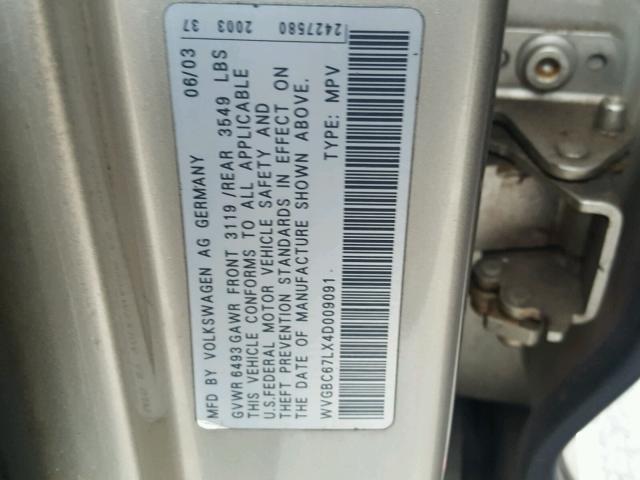 37 2003 2427580
MFD BY VOLKSWAGEN AG GERMANY 06/03
GVWR 6493 GAWR FRONT 3119 /REAR 3549 LBS
THIS VEHICLE CONFORMS TO ALL APPLICABLE
U.S.FEDERAL MOTOR VEHICLE SAFETY AND
THEFT PREVENTION STANDARDS IN EFFECT ON
THE DATE OF MANUFACTURE SHOWN ABOVE.
WVGBC67LX4D009091 TYPE: MPV